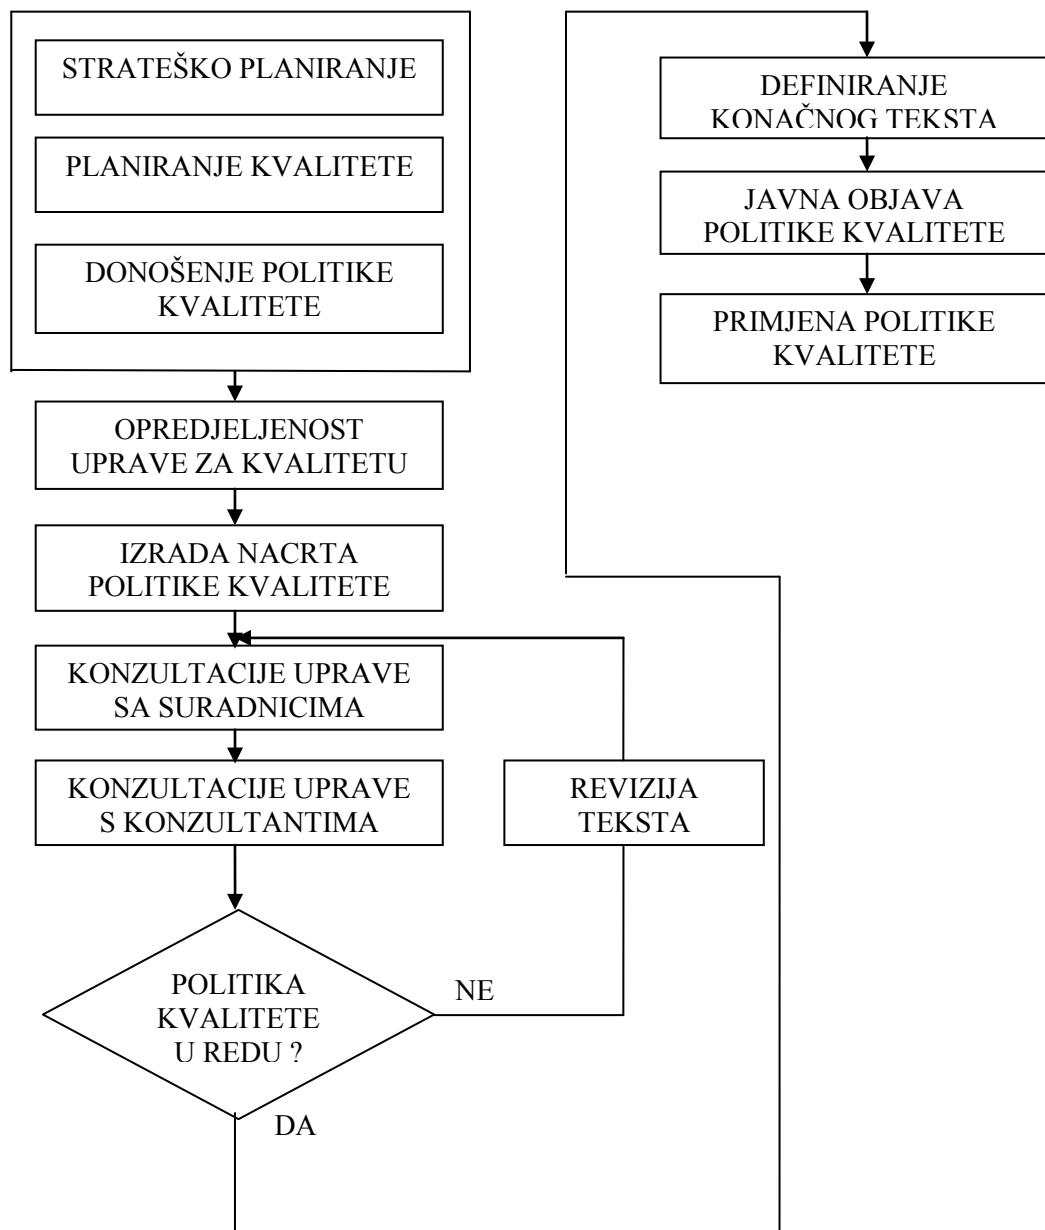 STRATEŠKO PLANIRANJE
PLANIRANJE KVALITETE
DONOŠENJE POLITIKE
KVALITETE
OPREDJELJENOST
UPRAVE ZA KVALITETU
IZRADA NACRTA
POLITIKE KVALITETE
KONZULTACIJE UPRAVE
SA SURADNICIMA
KONZULTACIJE UPRAVE
S KONZULTANTIMA
REVIZIJA
TEKSTA
POLITIKA
KVALITETE
U REDU ?
NE
DA
DEFINIRANJE
KONAČNOG TEKSTA
JAVNA OBJAVA
POLITIKE KVALITETE
PRIMJENA POLITIKE
KVALITETE